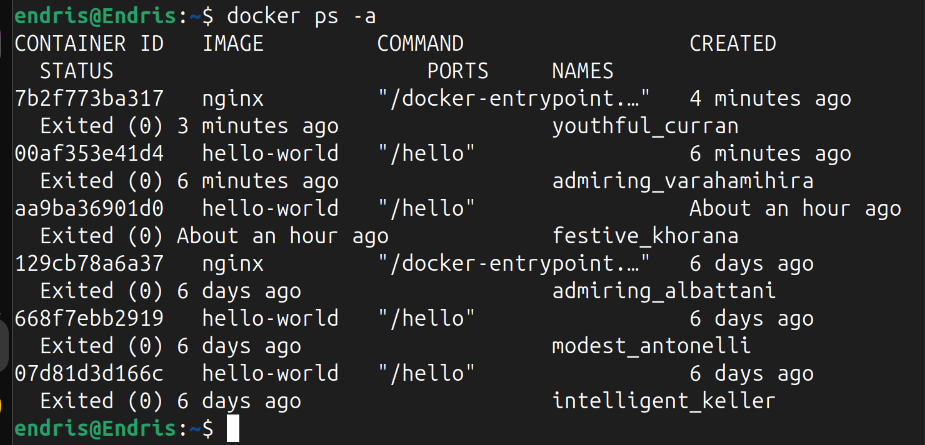 endris@Endris:~$ docker ps -a
CONTAINER ID   IMAGE         COMMAND                  CREATED
  STATUS                         PORTS     NAMES
7b2f773ba317   nginx         "/docker-entrypoint.…"   4 minutes ago
  Exited (0) 3 minutes ago                 youthful_curran
00af353e41d4   hello-world   "/hello"                 6 minutes ago
  Exited (0) 6 minutes ago                 admiring_varahamihira
aa9ba36901d0   hello-world   "/hello"                 About an hour ago
  Exited (0) About an hour ago             festive_khorana
129cb78a6a37   nginx         "/docker-entrypoint.…"   6 days ago
  Exited (0) 6 days ago                    admiring_albattani
668f7ebb2919   hello-world   "/hello"                 6 days ago
  Exited (0) 6 days ago                    modest_antonelli
07d81d3d166c   hello-world   "/hello"                 6 days ago
  Exited (0) 6 days ago                    intelligent_keller
endris@Endris:~$